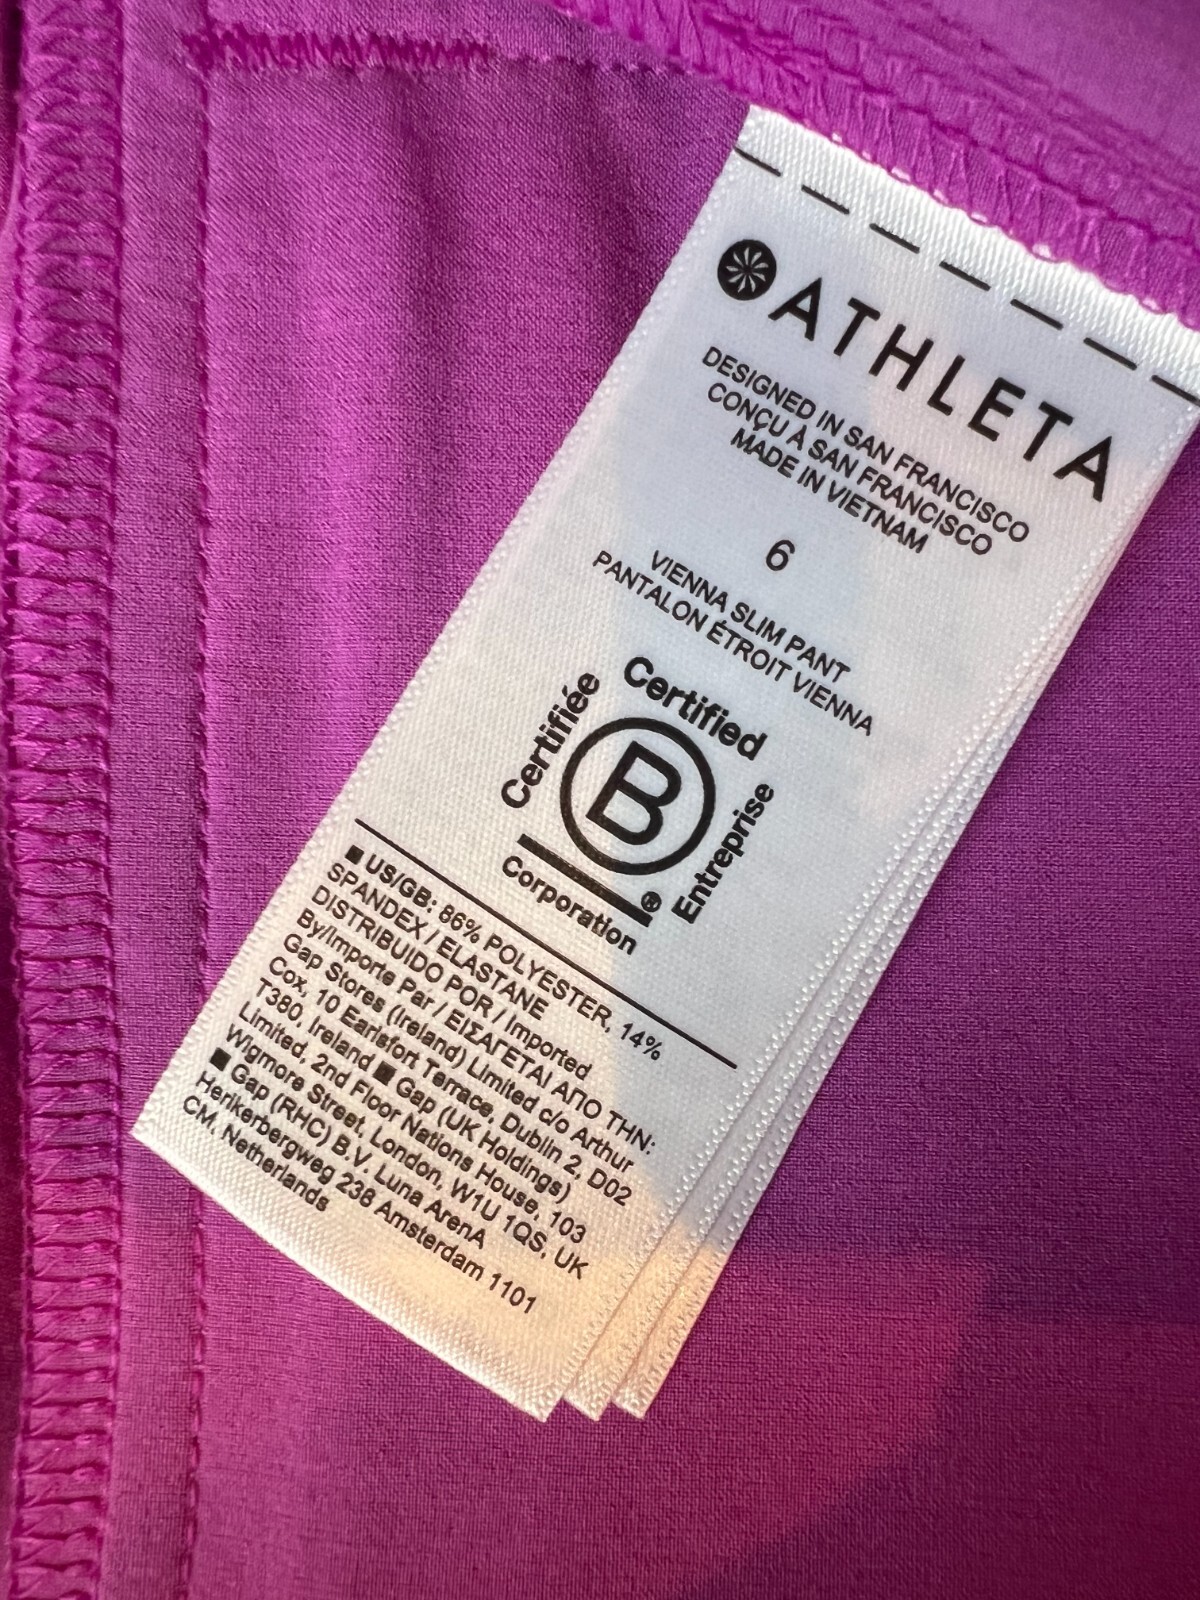 ATHLETA
DESIGNED IN SAN FRANCISCO
CONÇU À SAN FRANCISCO
MADE IN VIETNAM
6
VIENNA SLIM PANT
PANTALON ÉTROIT VIENNA
Certified
Certifiée
B
Entreprise
Corporation ®
■ US/GB: 86% POLYESTER, 14%
SPANDEX / ELASTANE
DISTRIBUIDO POR / Imported
By/Importe Par / ΕΙΣΑΓΕΤΑΙ ΑΠΟ ΤΗΝ:
Gap Stores (Ireland) Limited c/o Arthur
Cox, 10 Earlsfort Terrace, Dublin 2, D02
T380, Ireland ■ Gap (UK Holdings)
Limited, 2nd Floor Nations House, 103
Wigmore Street, London, W1U 1QS, UK
■ Gap (RHC) B.V. Luna ArenA
Herikerbergweg 238 Amsterdam 1101
CM, Netherlands